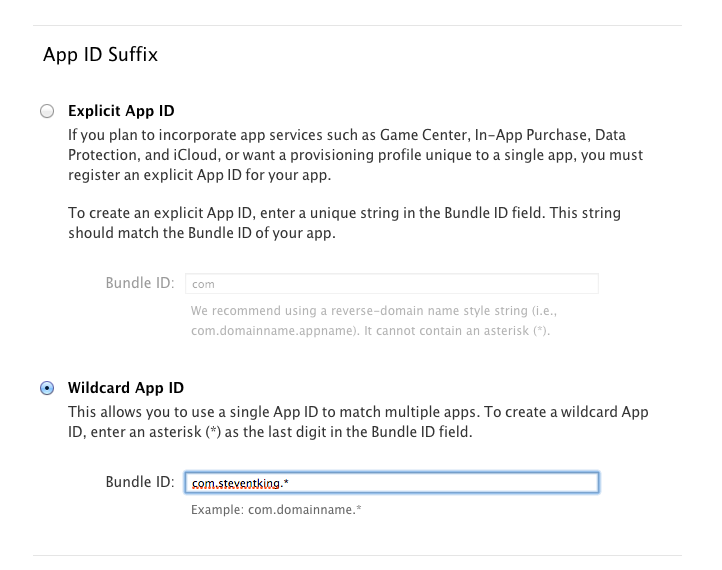 App ID Suffix
Explicit App ID
If you plan to incorporate app services such as Game Center, In-App Purchase, Data
Protection, and iCloud, or want a provisioning profile unique to a single app, you must
register an explicit App ID for your app.
To create an explicit App ID, enter a unique string in the Bundle ID field. This string
should match the Bundle ID of your app.
Bundle ID: com
We recommend using a reverse-domain name style string (i.e.,
com.domainname.appname). It cannot contain an asterisk (*).
Wildcard App ID
This allows you to use a single App ID to match multiple apps. To create a wildcard App
ID, enter an asterisk (*) as the last digit in the Bundle ID field.
Bundle ID: com.steventking.*
Example: com.domainname.*